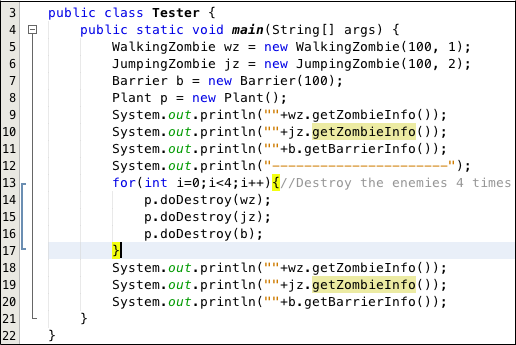 3 public class Tester {
4 public static void main(String[] args) {
5 WalkingZombie wz = new WalkingZombie(100, 1);
6 JumpingZombie jz = new JumpingZombie(100, 2);
7 Barrier b = new Barrier(100);
8 Plant p = new Plant();
9 System.out.println(""+wz.getZombieInfo());
10 System.out.println(""+jz.getZombieInfo());
11 System.out.println(""+b.getBarrierInfo());
12 System.out.println("----------------------");
13 for(int i=0;i<4;i++){//Destroy the enemies 4 times
14 p.doDestroy(wz);
15 p.doDestroy(jz);
16 p.doDestroy(b);
17 }
18 System.out.println(""+wz.getZombieInfo());
19 System.out.println(""+jz.getZombieInfo());
20 System.out.println(""+b.getBarrierInfo());
21 }
22 }